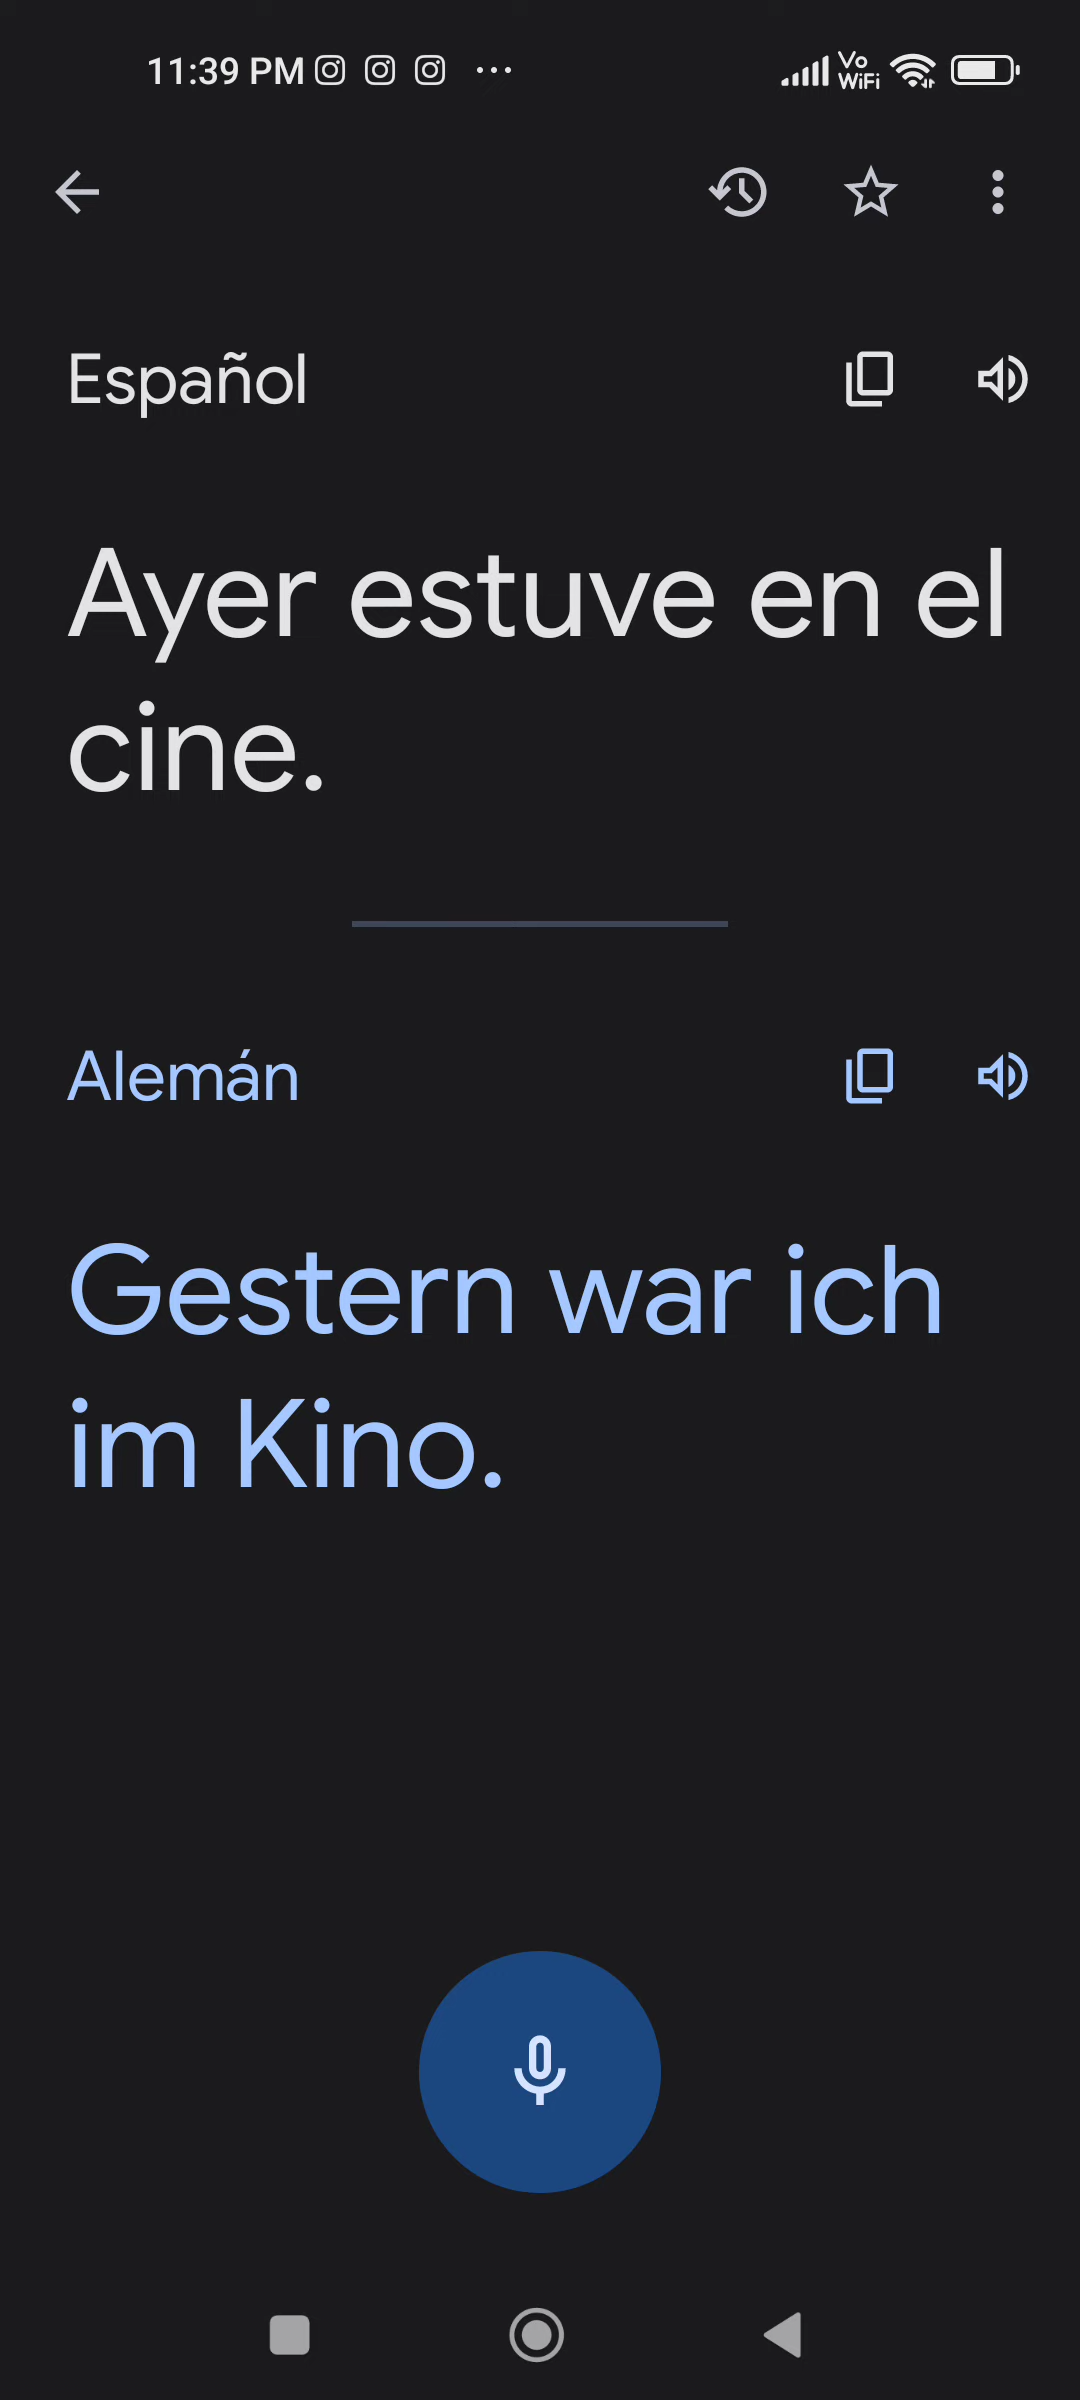 11:39 PM
Vo
WiFi
Español
Ayer estuve en el
cine.
Alemán
Gestern war ich
im Kino.